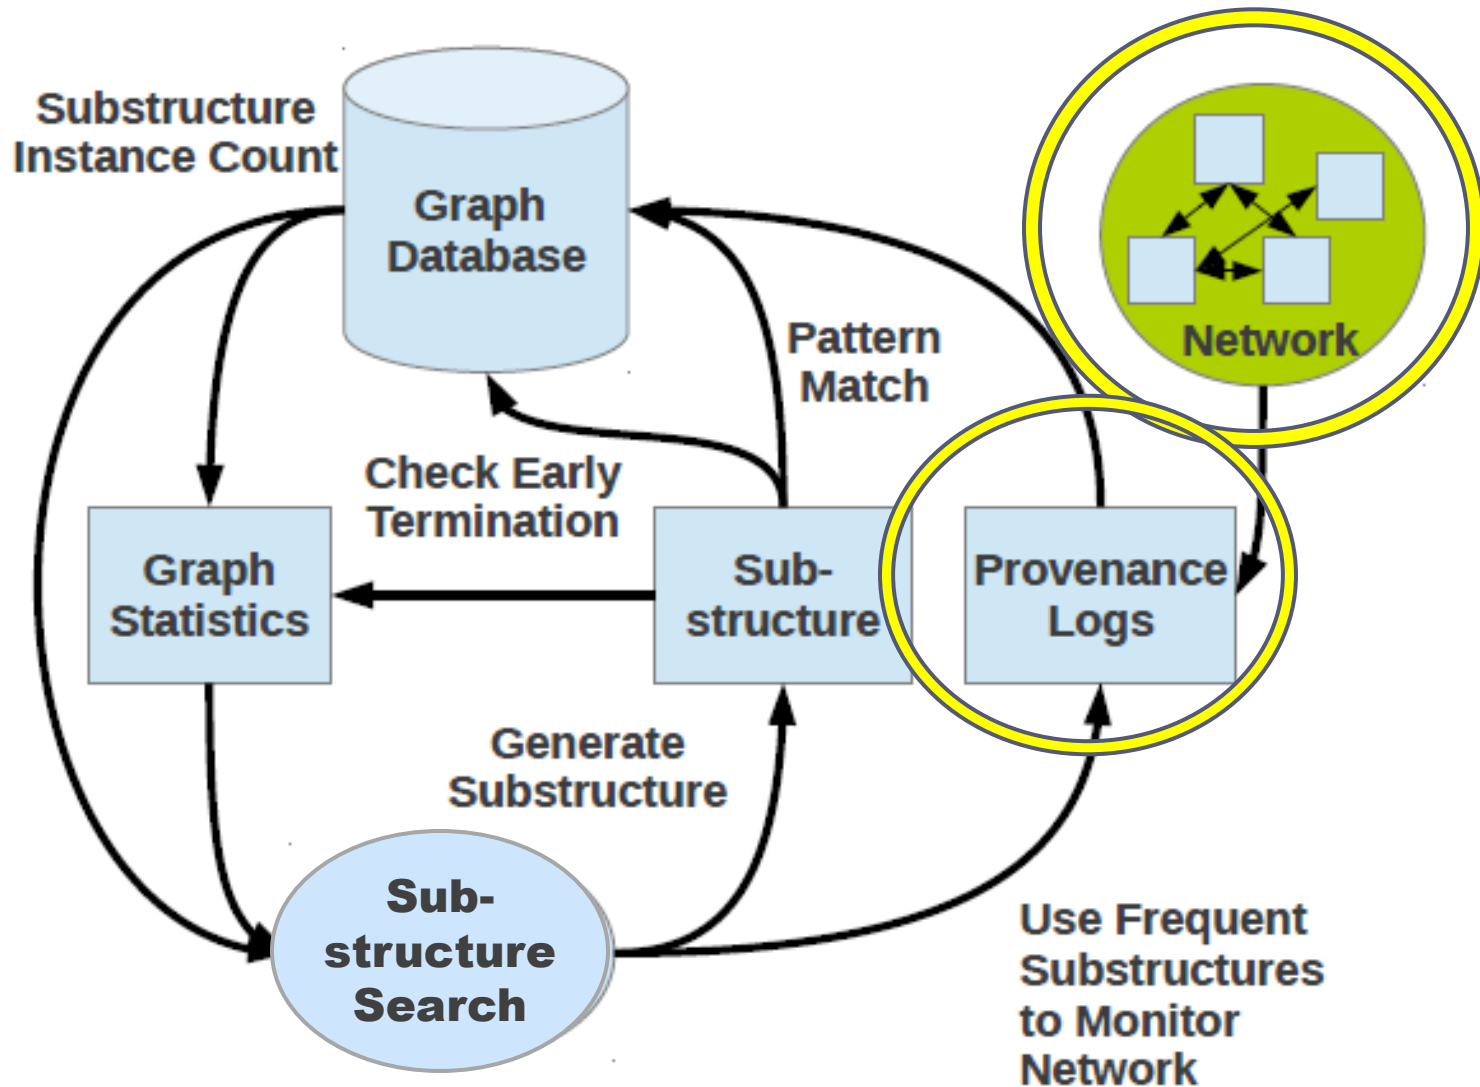 Substructure
Instance Count
Graph
Database
Network
Pattern
Match
Check Early
Termination
Graph
Statistics
Sub-
structure
Provenance
Logs
Generate
Substructure
Sub-
structure
Search
Use Frequent
Substructures
to Monitor
Network